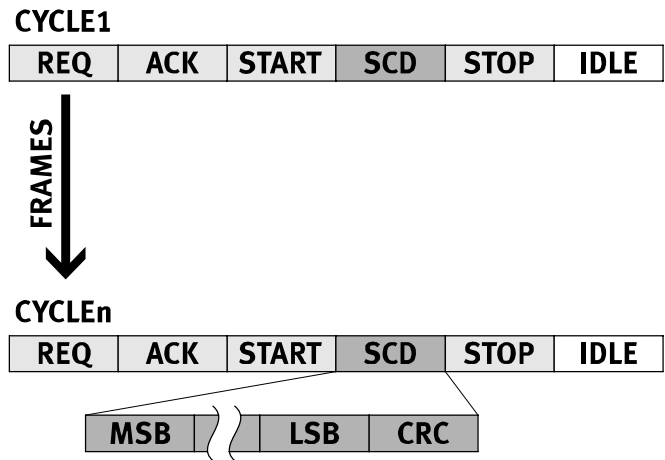 CYCLE1
REQ ACK START SCD STOP IDLE
FRAMES
CYCLEn
REQ ACK START SCD STOP IDLE
MSB LSB CRC